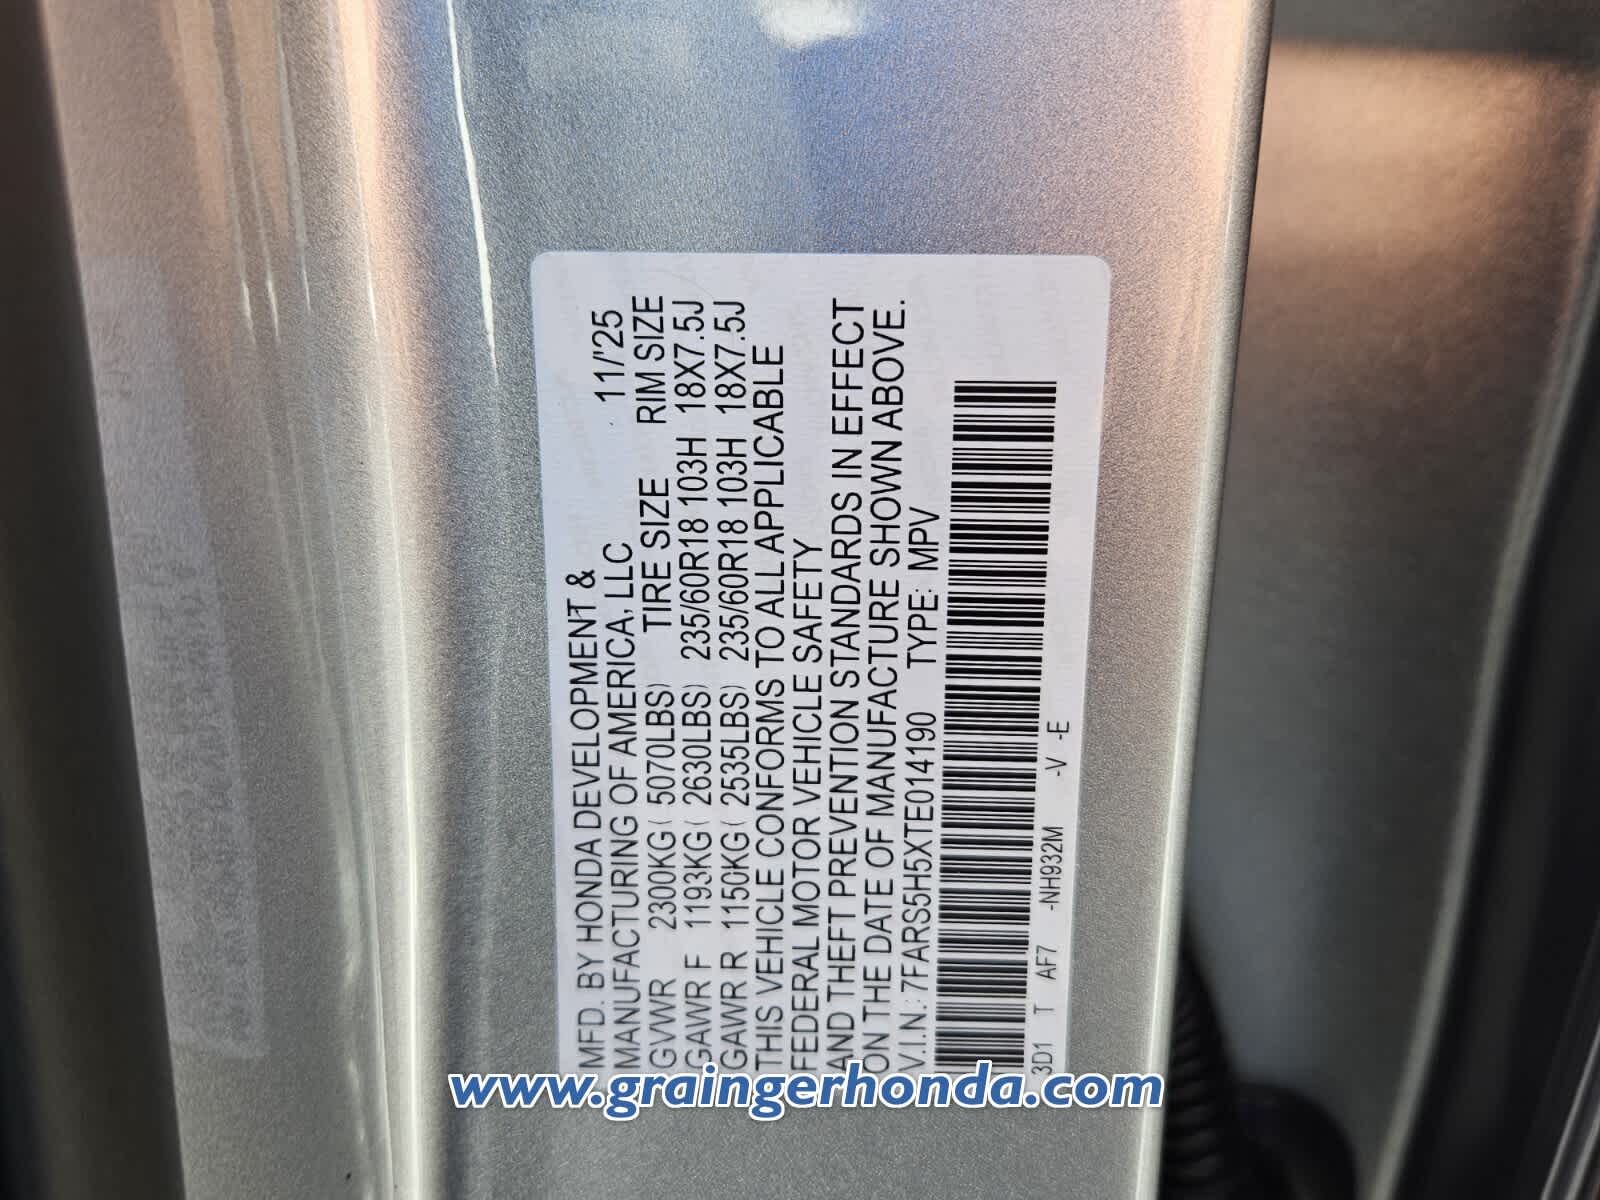 MFD. BY HONDA DEVELOPMENT &
MANUFACTURING OF AMERICA, LLC 11/'25
TIRE SIZE RIM SIZE
GVWR 2300KG( 5070LBS)
GAWR F 1193KG( 2630LBS) 235/60R18 103H 18X7.5J
GAWR R 1150KG( 2535LBS) 235/60R18 103H 18X7.5J
THIS VEHICLE CONFORMS TO ALL APPLICABLE
FEDERAL MOTOR VEHICLE SAFETY
AND THEFT PREVENTION STANDARDS IN EFFECT
ON THE DATE OF MANUFACTURE SHOWN ABOVE.
V.I.N.: 7FARS5H5XTE014190 TYPE: MPV
3D1 T AF7 -NH932M -V -E
www.graingerhonda.com